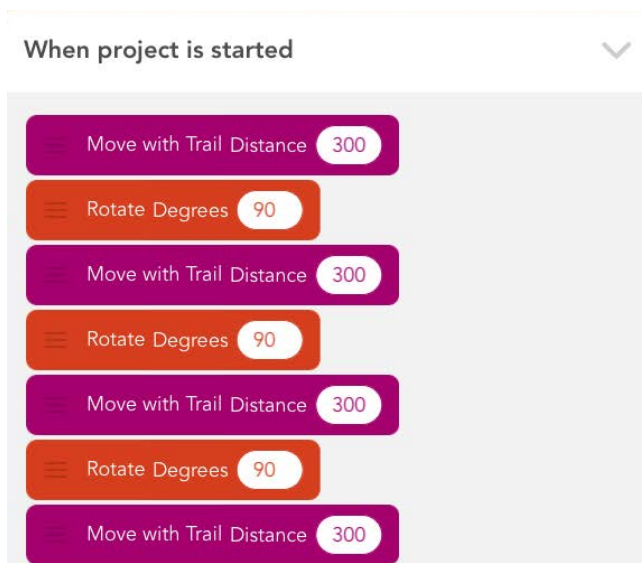 When project is started
Move with Trail Distance 300
Rotate Degrees 90
Move with Trail Distance 300
Rotate Degrees 90
Move with Trail Distance 300
Rotate Degrees 90
Move with Trail Distance 300